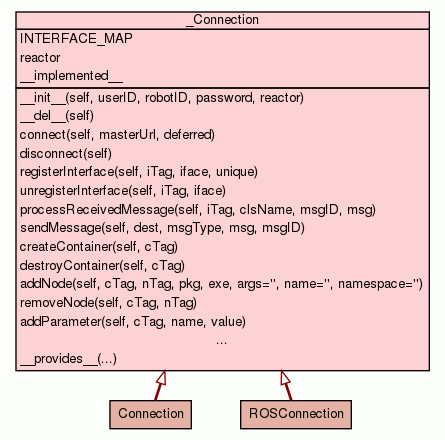 _Connection
INTERFACE_MAP
reactor
__implemented__
__init__(self, userID, robotID, password, reactor)
__del__(self)
connect(self, masterUrl, deferred)
disconnect(self)
registerInterface(self, iTag, iface, unique)
unregisterInterface(self, iTag, iface)
processReceivedMessage(self, iTag, clsName, msgID, msg)
sendMessage(self, dest, msgType, msg, msgID)
createContainer(self, cTag)
destroyContainer(self, cTag)
addNode(self, cTag, nTag, pkg, exe, args='', name='', namespace='')
removeNode(self, cTag, nTag)
addParameter(self, cTag, name, value)
...
__provides__(...)
Connection
ROSConnection